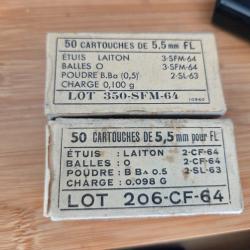 50 CARTOUCHES DE 5,5 mm FL
ÉTUIS LAITON 3-SFM-64
BALLES O 3-SFM-64
POUDRE B.Ba (0,5) 2-SL-63
CHARGE 0,100 g
LOT 350-SFM-64
50 CARTOUCHES DE 5,5 mm pour FL
ÉTUIS : LAITON 2-CF-64
BALLES : O 2-CF-64
POUDRE : B Ba 0.5 2-SL-63
CHARGE : 0,098 G
LOT 206-CF-64